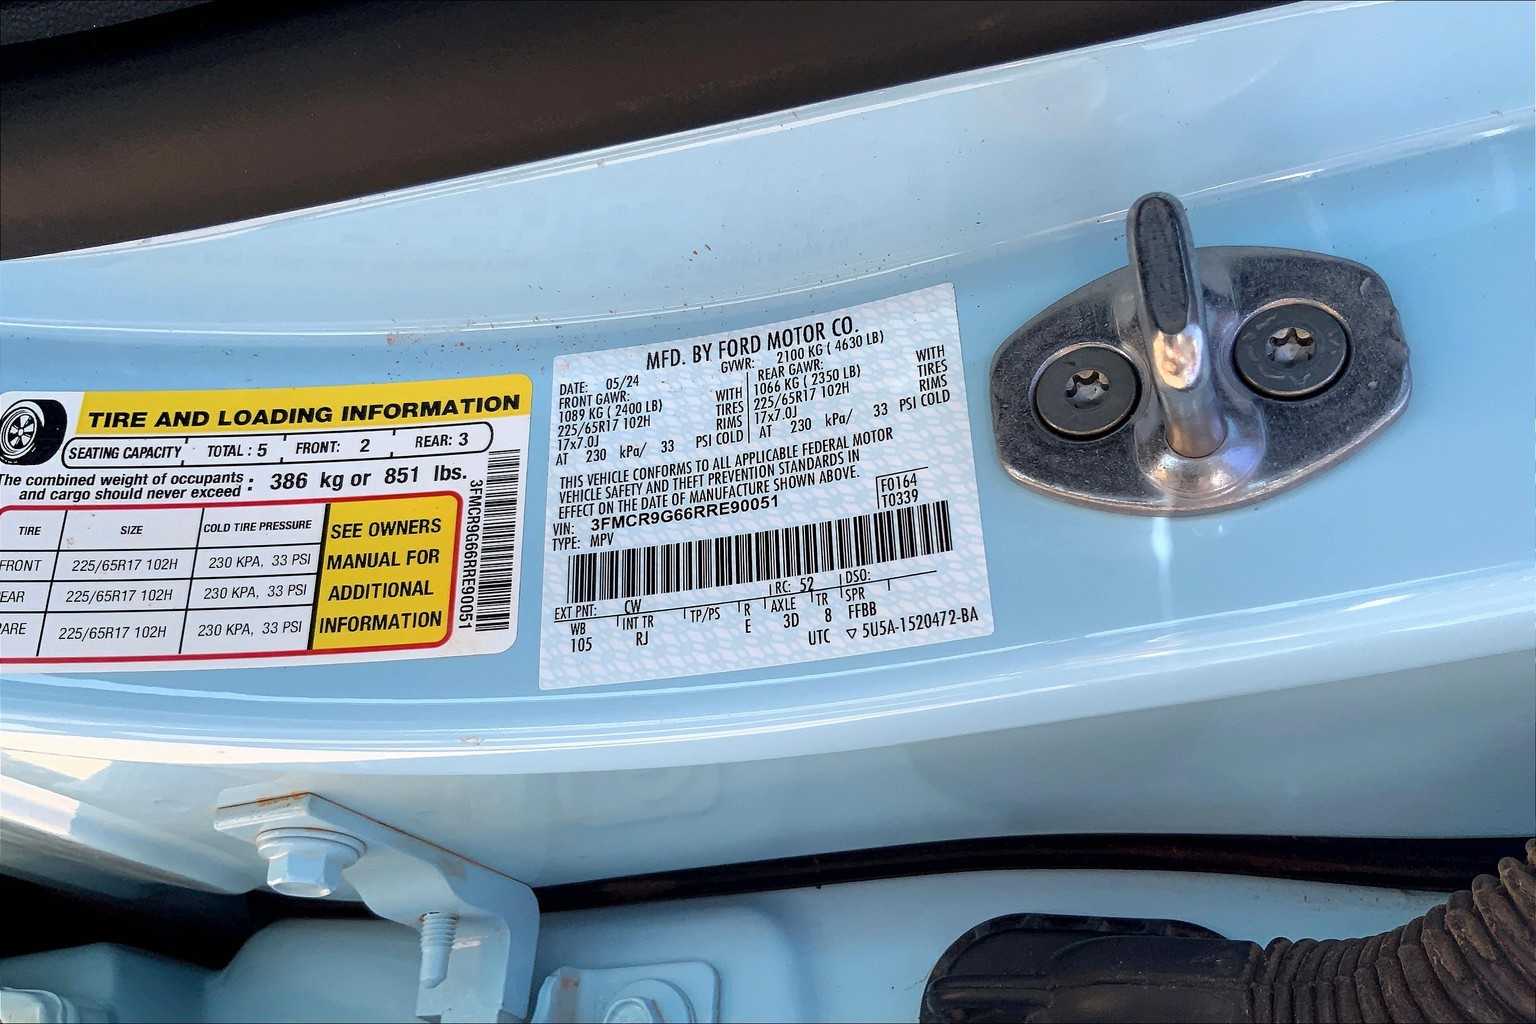 TIRE AND LOADING INFORMATION
SEATING CAPACITY TOTAL : 5 FRONT: 2 REAR: 3
The combined weight of occupants and cargo should never exceed : 386 kg or 851 lbs.
TIRE SIZE COLD TIRE PRESSURE
FRONT 225/65R17 102H 230 KPA, 33 PSI
EAR 225/65R17 102H 230 KPA, 33 PSI
PARE 225/65R17 102H 230 KPA, 33 PSI
SEE OWNERS
MANUAL FOR
ADDITIONAL
INFORMATION
3FMCR9G66RRE90051
MFD. BY FORD MOTOR CO.
DATE: 05/24 GVWR: 2100 KG ( 4630 LB)
FRONT GAWR:
1089 KG ( 2400 LB) WITH
225/65R17 102H TIRES
17x7.0J RIMS
AT 230 kPa/ 33 PSI COLD
REAR GAWR: WITH
1066 KG ( 2350 LB) TIRES
225/65R17 102H RIMS
17x7.0J
AT 230 kPa/ 33 PSI COLD
THIS VEHICLE CONFORMS TO ALL APPLICABLE FEDERAL MOTOR
VEHICLE SAFETY AND THEFT PREVENTION STANDARDS IN
EFFECT ON THE DATE OF MANUFACTURE SHOWN ABOVE.
VIN: 3FMCR9G66RRE90051
TYPE: MPV
F0164
T0339
EXT PNT: CW RC: 52 DSO:
WB INT TR TP/PS R AXLE TR SPR
105 RJ E 3D 8 FFBB
UTC ▽ 5U5A-1520472-BA